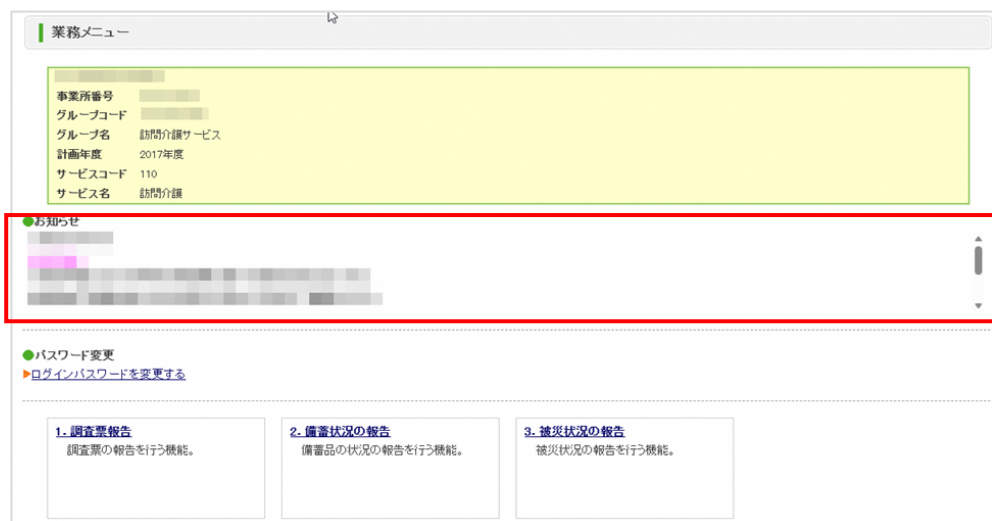 業務メニュー
事業所番号
グループコード
グループ名 訪問介護サービス
計画年度 2017年度
サービスコード 110
サービス名 訪問介護
●お知らせ
●パスワード変更
▶ログインパスワードを変更する
1. 調査票報告
調査票の報告を行う機能。
2. 備蓄状況の報告
備蓄品の状況の報告を行う機能。
3. 被災状況の報告
被災状況の報告を行う機能。